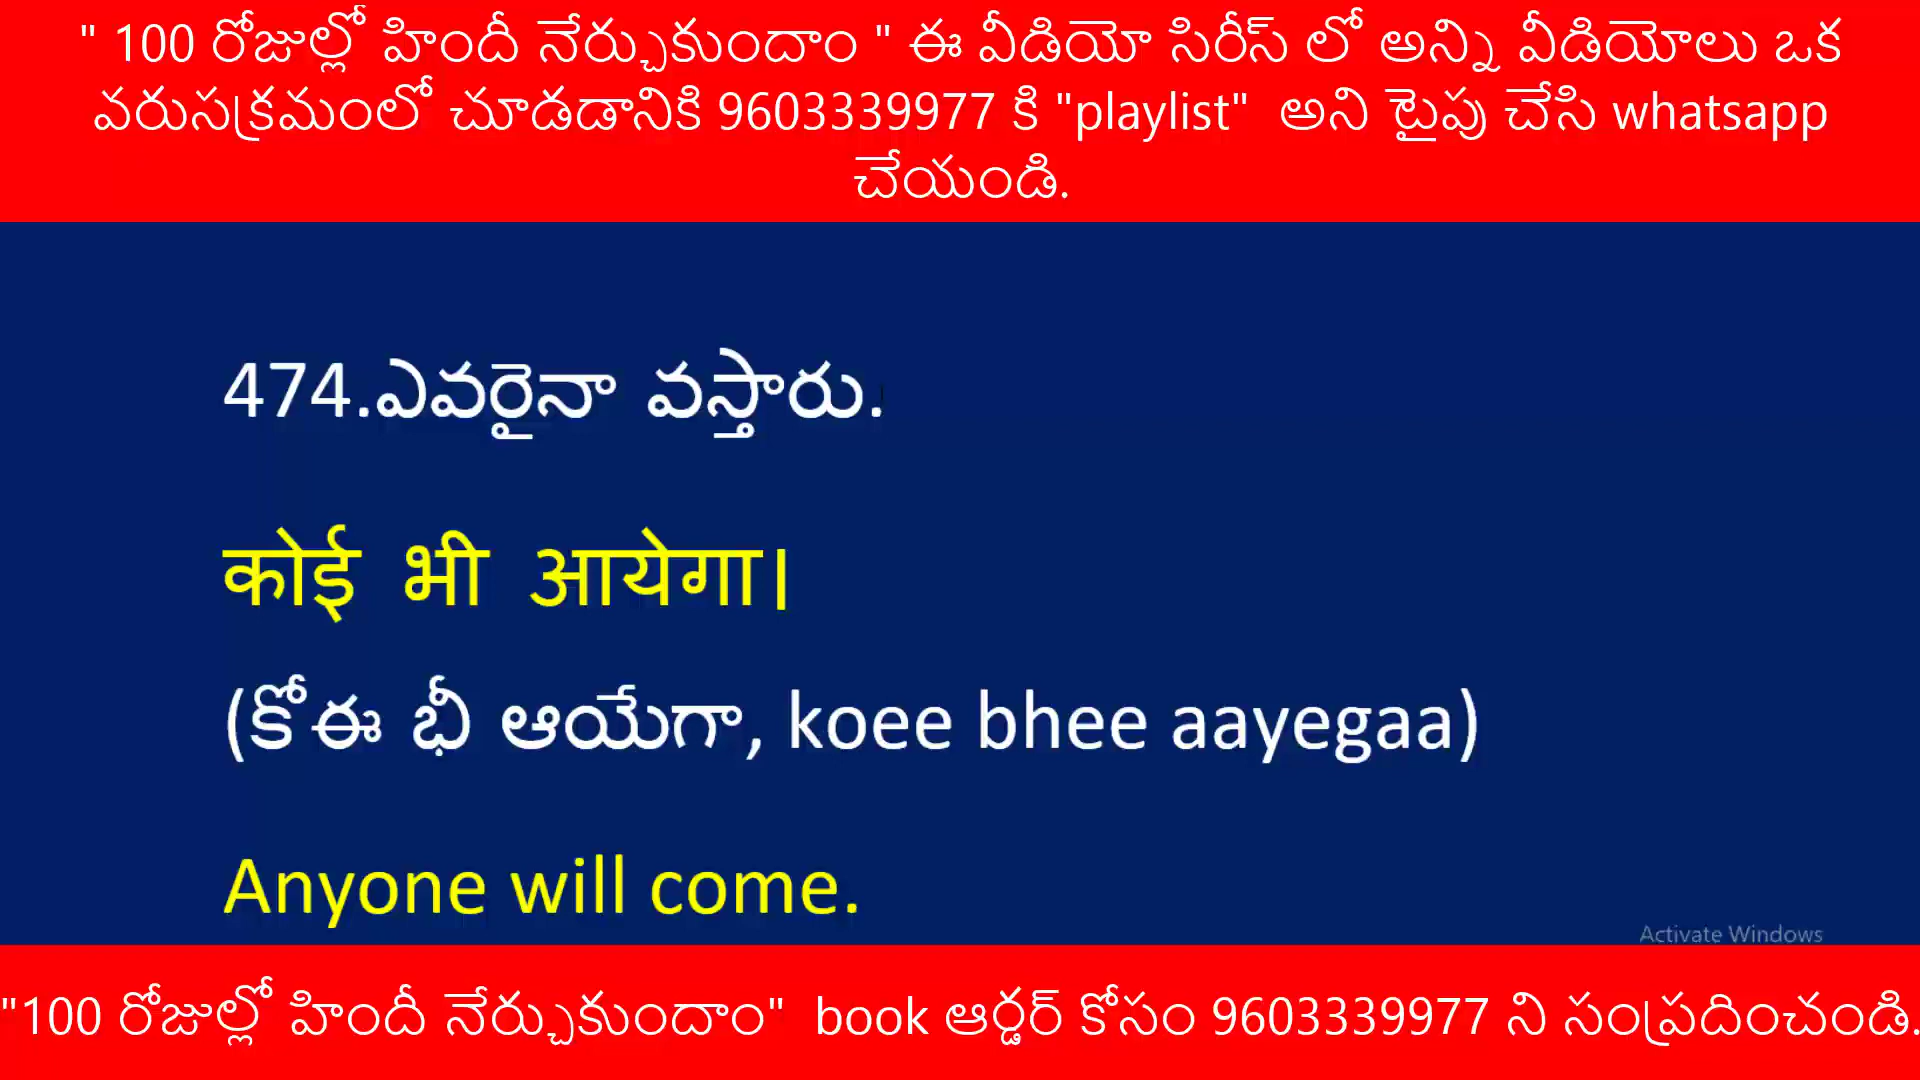 " 100 రోజుల్లో హిందీ నేర్చుకుందాం " ఈ వీడియో సిరీస్ లో అన్ని వీడియోలు ఒక
వరుసక్రమంలో చూడడానికి 9603339977 కి "playlist" అని టైపు చేసి whatsapp
చేయండి.
474.ఎవరైనా వస్తారు.
कोई भी आयेगा।
(కోఈ భీ ఆయేగా, koee bhee aayegaa)
Anyone will come.
Activate Windows
"100 రోజుల్లో హిందీ నేర్చుకుందాం" book ఆర్డర్ కోసం 9603339977 ని సంప్రదించండి.